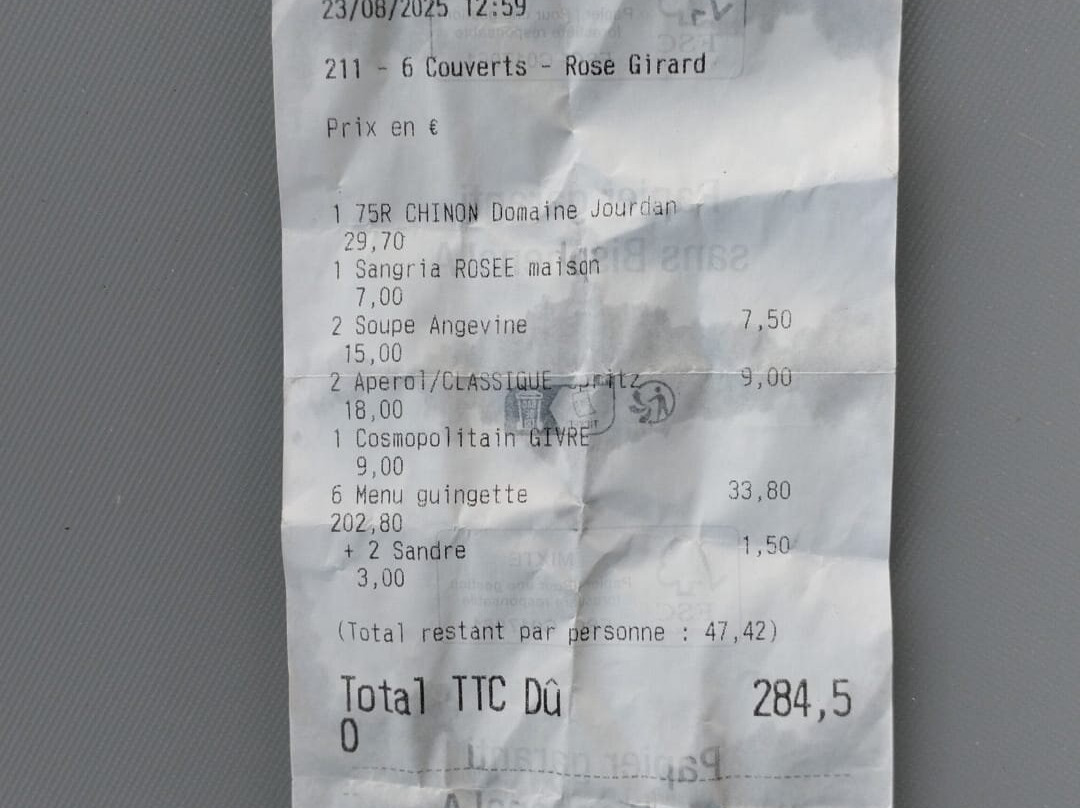 23/08/2025 12:59
211 - 6 Couverts - Rose Girard
Prix en €
1 75R CHINON Domaine Jourdan
29,70
1 Sangria ROSEE maison
7,00
2 Soupe Angevine 7,50
15,00
2 Aperol/CLASSIQUE 9,00
18,00
1 Cosmopolitain GIVRE
9,00
6 Menu guingette 33,80
202,80
+ 2 Sandre 1,50
3,00
(Total restant par personne : 47,42)
Total TTC Dû 284,5
0